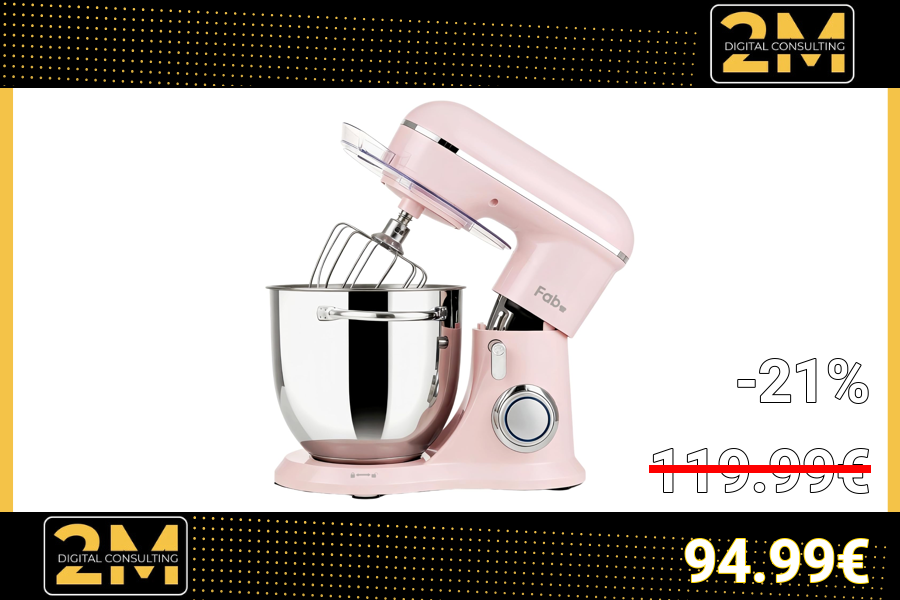 2M
DIGITAL CONSULTING
Fab
-21%
119.99€
2M
DIGITAL CONSULTING
94.99€